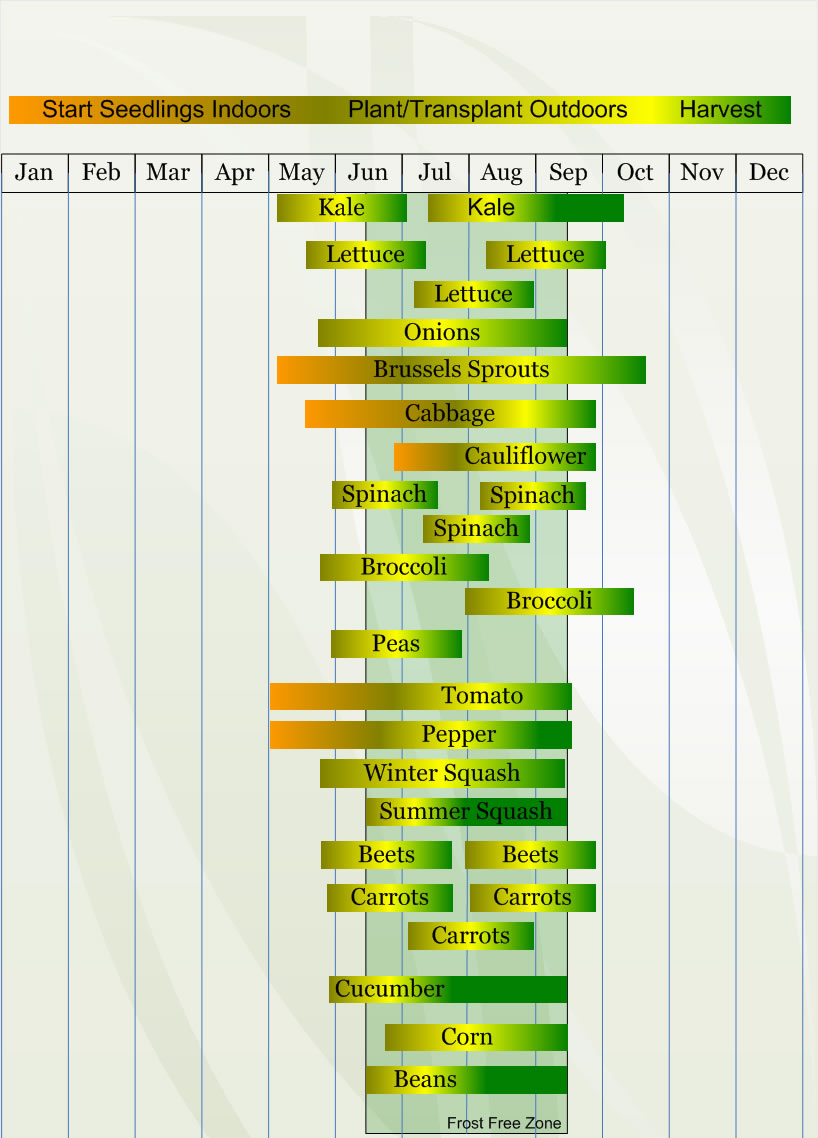 Start Seedlings Indoors Plant/Transplant Outdoors Harvest
Jan Feb Mar Apr May Jun Jul Aug Sep Oct Nov Dec
Kale Kale
Lettuce Lettuce
Lettuce
Onions
Brussels Sprouts
Cabbage
Cauliflower
Spinach Spinach
Spinach
Broccoli
Broccoli
Peas
Tomato
Pepper
Winter Squash
Summer Squash
Beets Beets
Carrots Carrots
Carrots
Cucumber
Corn
Beans
Frost Free Zone